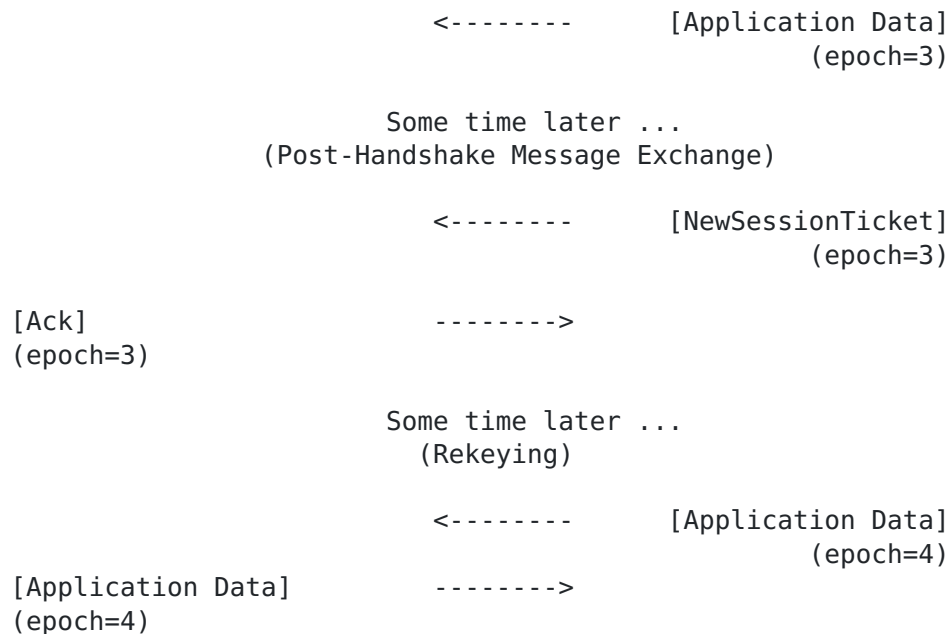 <--------      [Application Data]
(epoch=3)
Some time later ...
(Post-Handshake Message Exchange)
<--------      [NewSessionTicket]
(epoch=3)
[Ack]                     -------->
(epoch=3)
Some time later ...
(Rekeying)
<--------      [Application Data]
(epoch=4)
[Application Data]        -------->
(epoch=4)